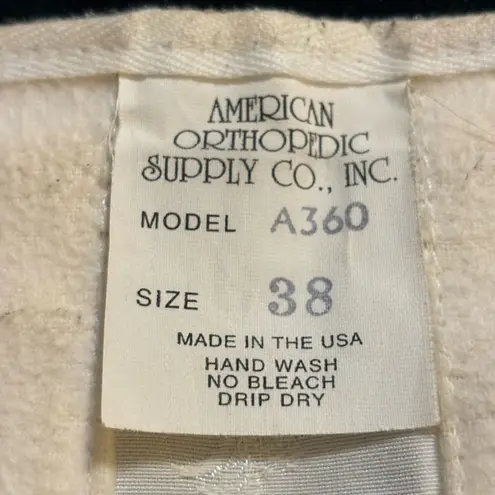 AMERICAN
ORTHOPEDIC
SUPPLY CO., INC.
MODEL A360
SIZE 38
MADE IN THE USA
HAND WASH
NO BLEACH
DRIP DRY